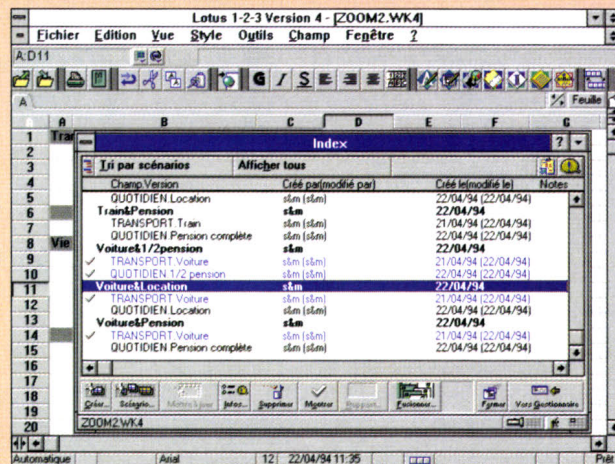 Lotus 1-2-3 Version 4 - [ZOOM2.WK4]
Fichier Edition Vue Style Outils Champ Fenêtre ?
A:D11
G I S
A Feuille
A B C D E F G
1 Tran
2 Index ?
3 Tri par scénarios Afficher tous
4 Champ.Version Créé par(modifié par) Créé le(modifié le) Notes
5 QUOTIDIEN.Location s&m (s&m) 22/04/94 (22/04/94)
6 Train&Pension s&m 22/04/94
7 TRANSPORT.Train s&m (s&m) 21/04/94 (22/04/94)
QUOTIDIEN.Pension complète s&m (s&m) 22/04/94 (22/04/94)
8 Vie Voiture&1/2pension s&m 22/04/94
9 TRANSPORT.Voiture s&m (s&m) 21/04/94 (22/04/94)
10 QUOTIDIEN.1/2 pension s&m (s&m) 22/04/94 (22/04/94)
11 Voiture&Location s&m 22/04/94
12 TRANSPORT.Voiture s&m (s&m) 21/04/94 (22/04/94)
QUOTIDIEN.Location s&m (s&m) 22/04/94 (22/04/94)
13 Voiture&Pension s&m 22/04/94
14 TRANSPORT.Voiture s&m (s&m) 21/04/94 (22/04/94)
15 QUOTIDIEN.Pension complète s&m (s&m) 22/04/94 (22/04/94)
16
17
18
19 Créer... Scénario... Mettre à jour Infos... Supprimer Montrer Rapport... Fusionner... Fermer Vers Gestionnaire
20 ZOOM2.WK4
Automatique Arial 12 22/04/94 11:35 Prêt